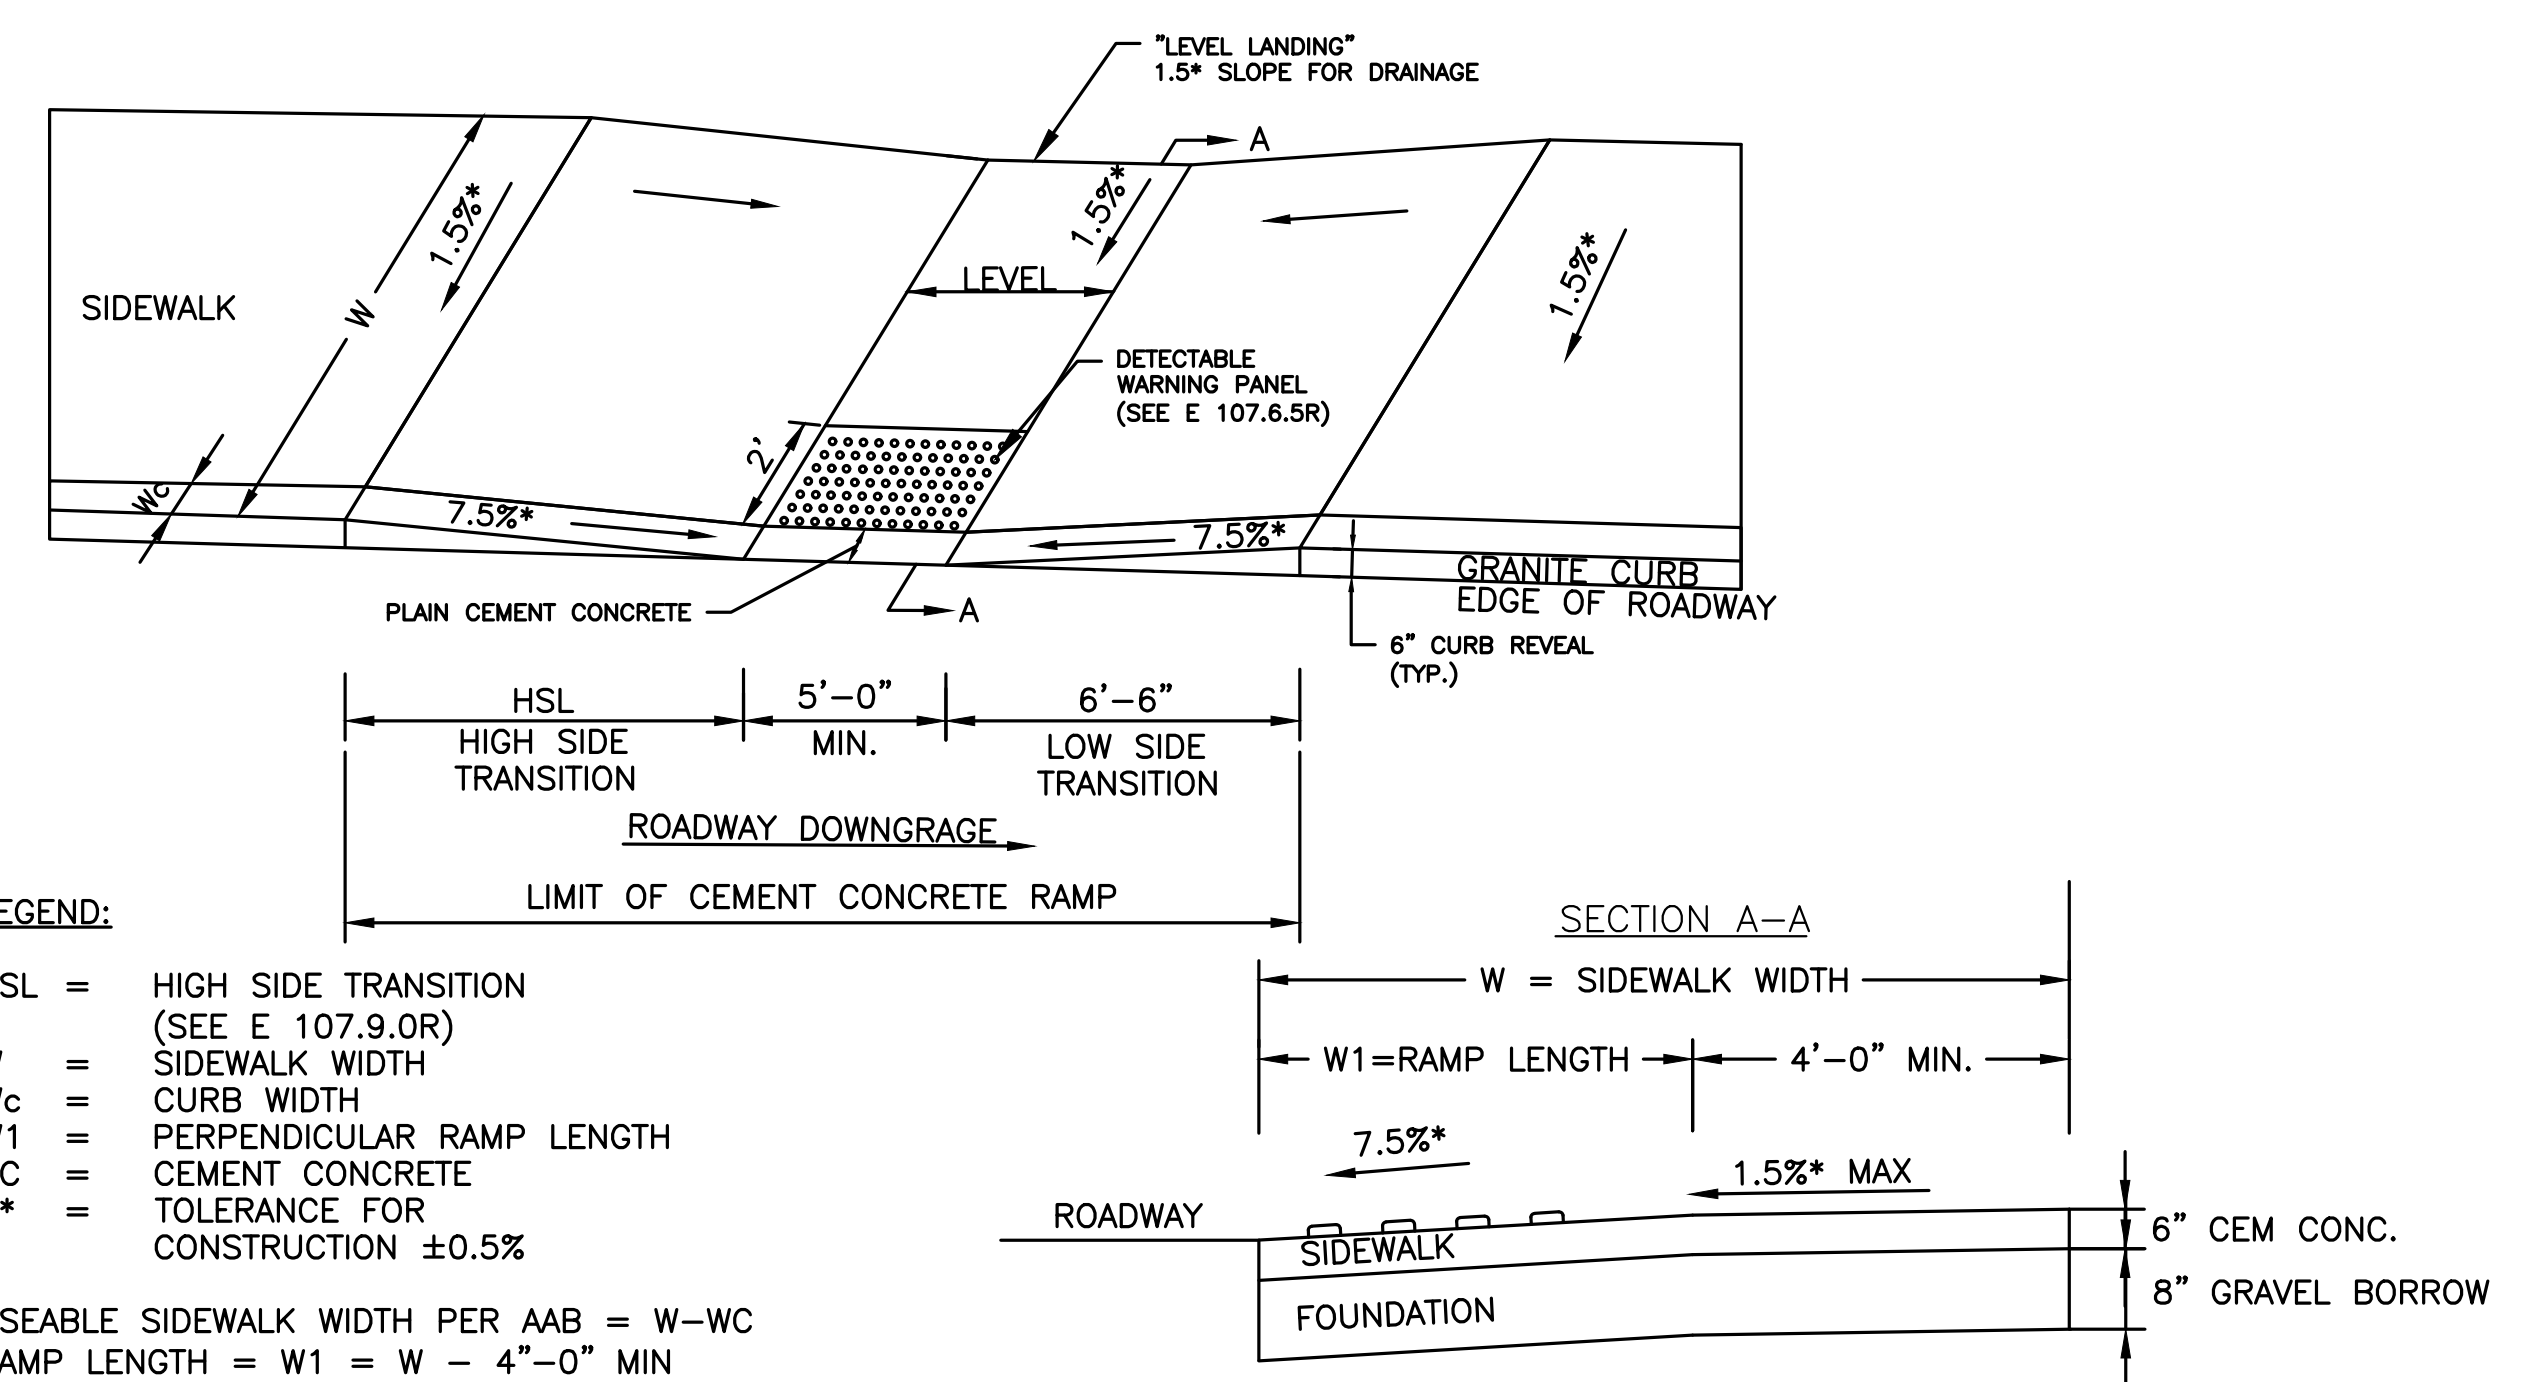 "LEVEL LANDING"
1.5* SLOPE FOR DRAINAGE
A
1.5%*
1.5%*
1.5%*
LEVEL
SIDEWALK
W
DETECTABLE
WARNING PANEL
(SEE E 107.6.5R)
2'
Wc
7.5%*
7.5%*
GRANITE CURB
EDGE OF ROADWAY
PLAIN CEMENT CONCRETE
A
6" CURB REVEAL
(TYP.)
HSL
HIGH SIDE
TRANSITION
5'-0"
MIN.
6'-6"
LOW SIDE
TRANSITION
ROADWAY DOWNGRAGE
LIMIT OF CEMENT CONCRETE RAMP
EGEND:
SL = HIGH SIDE TRANSITION
(SEE E 107.9.0R)
= SIDEWALK WIDTH
c = CURB WIDTH
1 = PERPENDICULAR RAMP LENGTH
C = CEMENT CONCRETE
* = TOLERANCE FOR
CONSTRUCTION ±0.5%
SEABLE SIDEWALK WIDTH PER AAB = W-WC
AMP LENGTH = W1 = W - 4"-0" MIN
SECTION A-A
W = SIDEWALK WIDTH
W1=RAMP LENGTH
4'-0" MIN.
7.5%*
1.5%* MAX
ROADWAY
SIDEWALK
FOUNDATION
6" CEM CONC.
8" GRAVEL BORROW